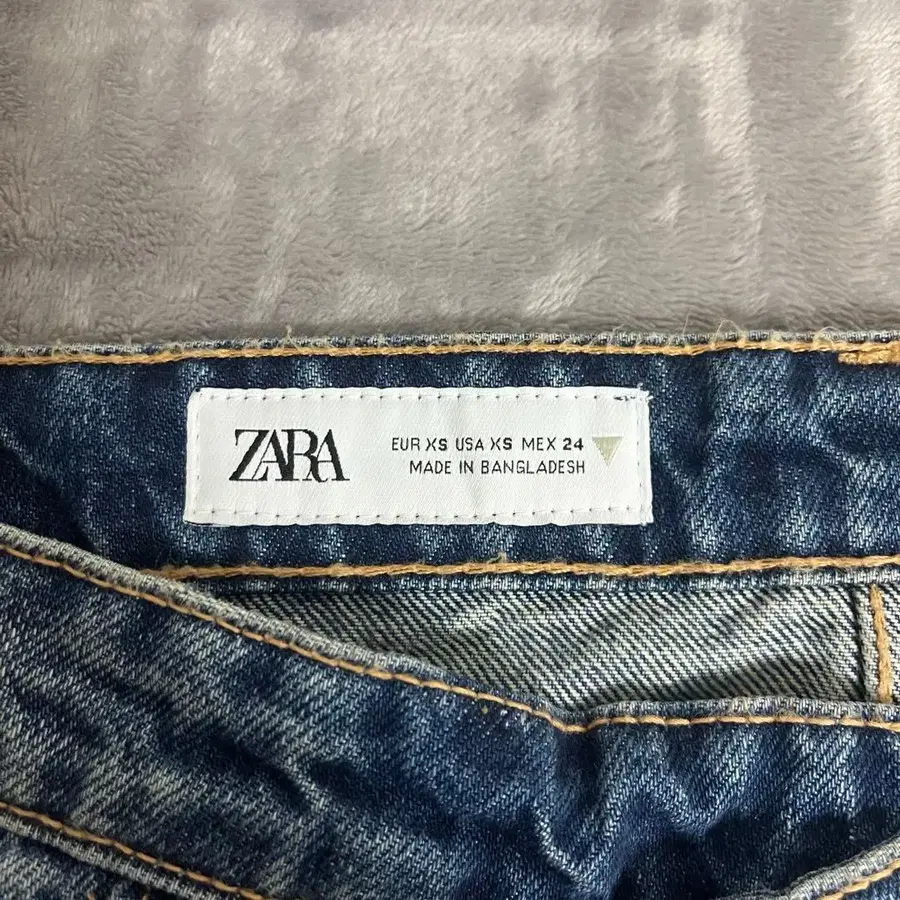 ZARA
EUR XS USA XS MEX 24
MADE IN BANGLADESH